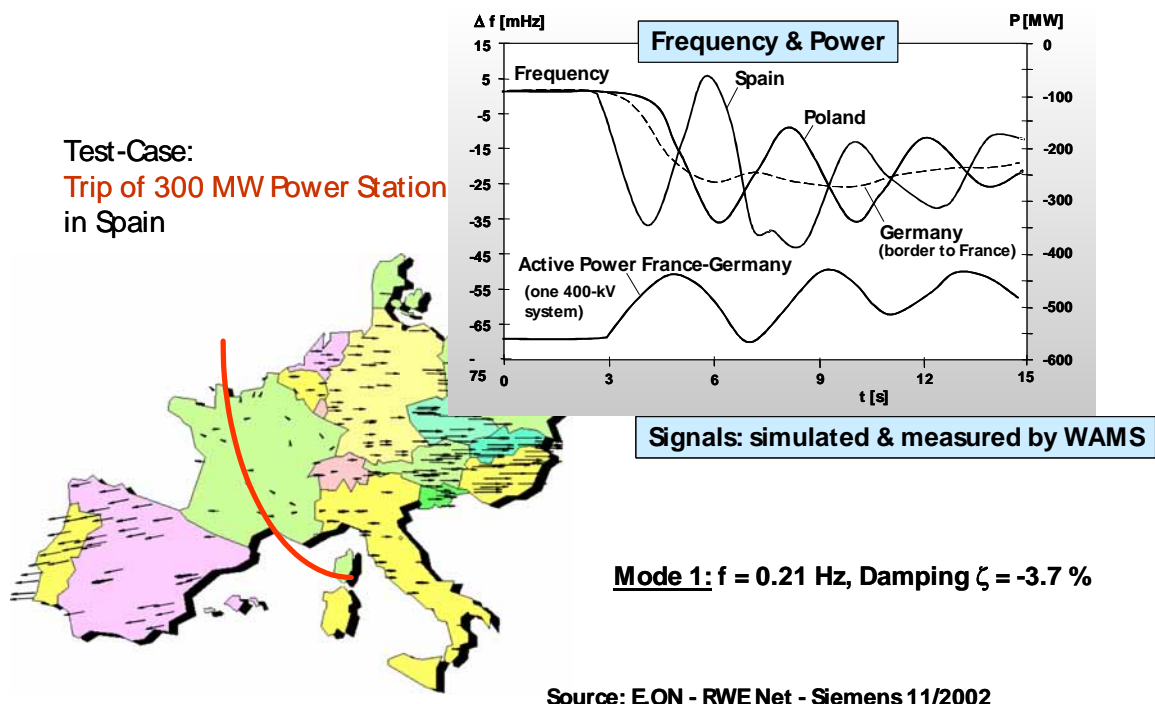 Δ f [mHz]
P [MW]
Frequency & Power
15
5
-5
-15
-25
-35
-45
-55
-65
-
75
0
-100
-200
-300
-400
-500
-600
Frequency
Spain
Poland
Germany
(border to France)
Active Power France-Germany
(one 400-kV
system)
0
3
6
9
12
15
t [s]
Test-Case:
Trip of 300 MW Power Station
in Spain
Signals: simulated & measured by WAMS
Mode 1: f = 0.21 Hz, Damping ζ = -3.7 %
Source: E.ON - RWE Net - Siemens 11/2002